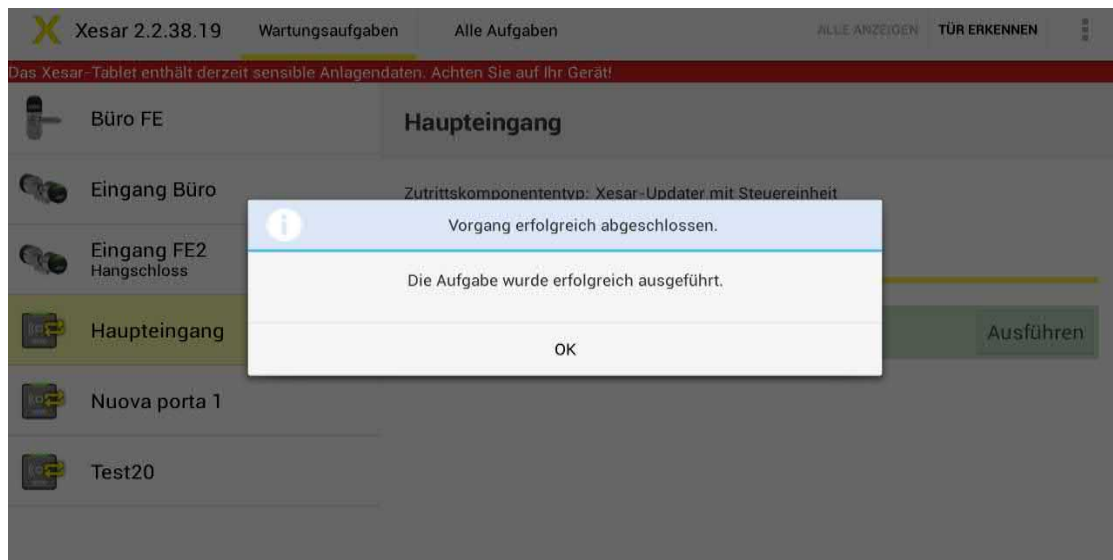 Xesar 2.2.38.19
Wartungsaufgaben
Alle Aufgaben
ALLE ANZEIGEN
TÜR ERKENNEN
Das Xesar-Tablet enthält derzeit sensible Anlagendaten. Achten Sie auf Ihr Gerät!
Büro FE
Eingang Büro
Eingang FE2
Hangschloss
Haupteingang
Nuova porta 1
Test20
Haupteingang
Zutrittskomponententyp: Xesar-Updater mit Steuereinheit
Vorgang erfolgreich abgeschlossen.
Die Aufgabe wurde erfolgreich ausgeführt.
OK
Ausführen